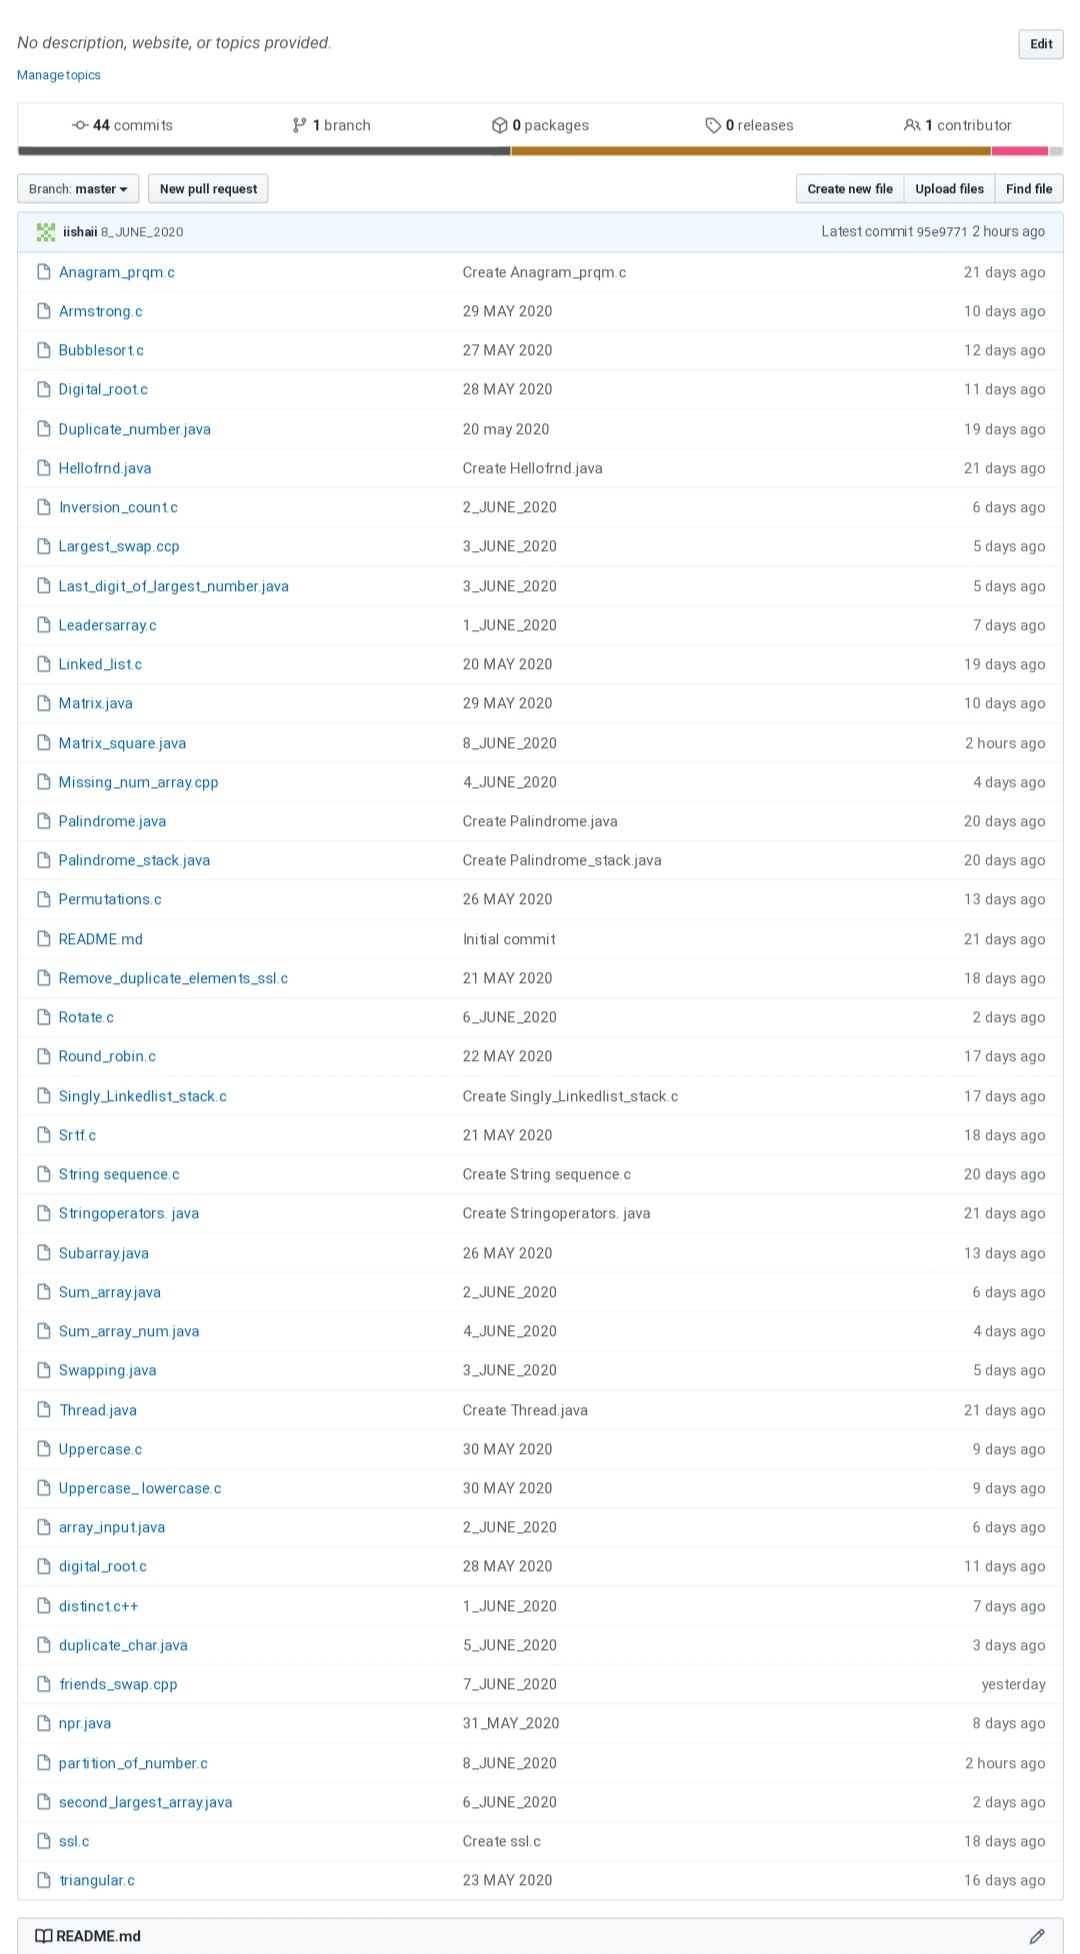 No description, website, or topics provided.
Edit
Manage topics
44 commits 1 branch 0 packages 0 releases 1 contributor
Branch: master New pull request Create new file Upload files Find file
iishaii 8_JUNE_2020 Latest commit 95e9771 2 hours ago
Anagram_prqm.c Create Anagram_prqm.c 21 days ago
Armstrong.c 29 MAY 2020 10 days ago
Bubblesort.c 27 MAY 2020 12 days ago
Digital_root.c 28 MAY 2020 11 days ago
Duplicate_number.java 20 may 2020 19 days ago
Hellofrnd.java Create Hellofrnd.java 21 days ago
Inversion_count.c 2_JUNE_2020 6 days ago
Largest_swap.ccp 3_JUNE_2020 5 days ago
Last_digit_of_largest_number.java 3_JUNE_2020 5 days ago
Leadersarray.c 1_JUNE_2020 7 days ago
Linked_list.c 20 MAY 2020 19 days ago
Matrix.java 29 MAY 2020 10 days ago
Matrix_square.java 8_JUNE_2020 2 hours ago
Missing_num_array.cpp 4_JUNE_2020 4 days ago
Palindrome.java Create Palindrome.java 20 days ago
Palindrome_stack.java Create Palindrome_stack.java 20 days ago
Permutations.c 26 MAY 2020 13 days ago
README.md Initial commit 21 days ago
Remove_duplicate_elements_ssl.c 21 MAY 2020 18 days ago
Rotate.c 6_JUNE_2020 2 days ago
Round_robin.c 22 MAY 2020 17 days ago
Singly_Linkedlist_stack.c Create Singly_Linkedlist_stack.c 17 days ago
Srtf.c 21 MAY 2020 18 days ago
String sequence.c Create String sequence.c 20 days ago
Stringoperators. java Create Stringoperators. java 21 days ago
Subarray.java 26 MAY 2020 13 days ago
Sum_array.java 2_JUNE_2020 6 days ago
Sum_array_num.java 4_JUNE_2020 4 days ago
Swapping.java 3_JUNE_2020 5 days ago
Thread.java Create Thread.java 21 days ago
Uppercase.c 30 MAY 2020 9 days ago
Uppercase_ lowercase.c 30 MAY 2020 9 days ago
array_input.java 2_JUNE_2020 6 days ago
digital_root.c 28 MAY 2020 11 days ago
distinct.c++ 1_JUNE_2020 7 days ago
duplicate_char.java 5_JUNE_2020 3 days ago
friends_swap.cpp 7_JUNE_2020 yesterday
npr.java 31_MAY_2020 8 days ago
partition_of_number.c 8_JUNE_2020 2 hours ago
second_largest_array.java 6_JUNE_2020 2 days ago
ssl.c Create ssl.c 18 days ago
triangular.c 23 MAY 2020 16 days ago
README.md